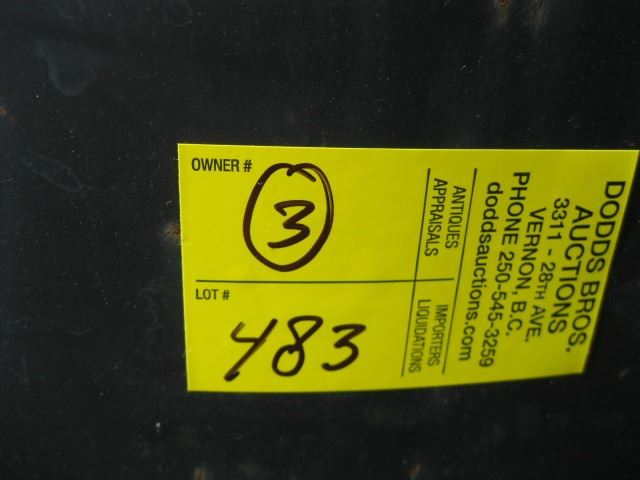 OWNER #
3
LOT #
483
ANTIQUES
APPRAISALS
IMPORTERS
LIQUIDATIONS
DODDS BROS.
AUCTIONS
3311 - 28TH AVE.
VERNON, B.C.
PHONE 250-545-3259
doddsauctions.com